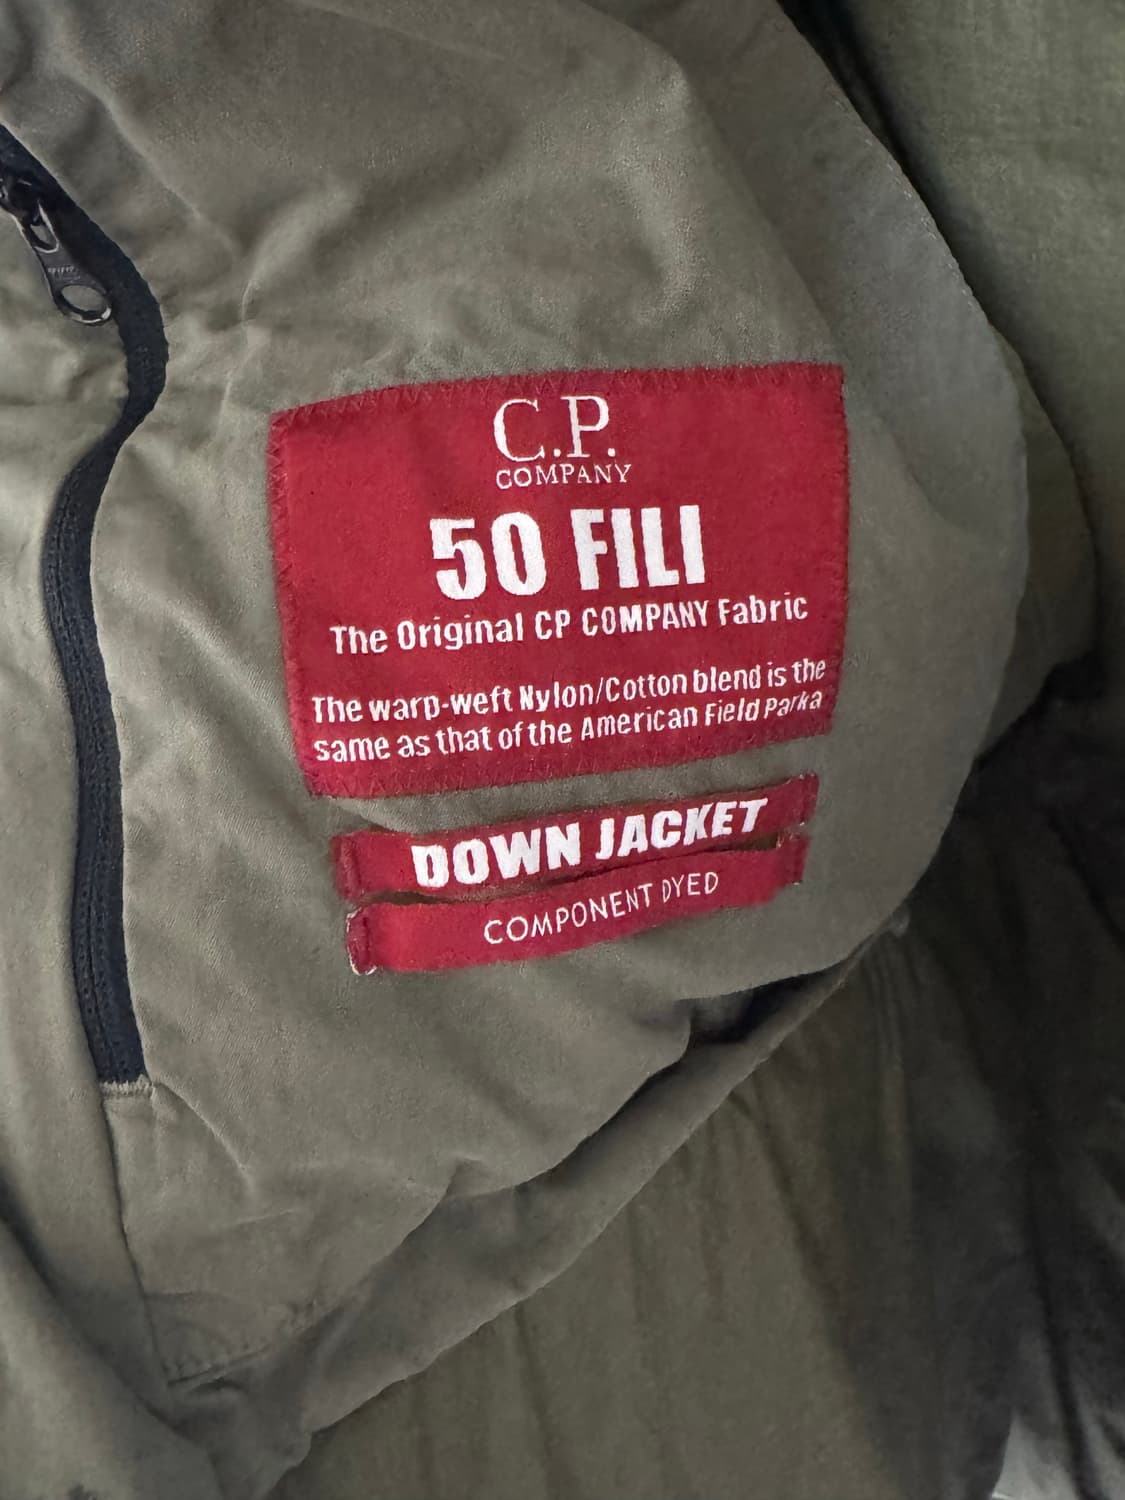 C.P.
COMPANY
50 FILI
The Original CP COMPANY Fabric
The warp-weft Nylon/Cotton blend is the
same as that of the American Field Parka
DOWN JACKET
COMPONENT DYED